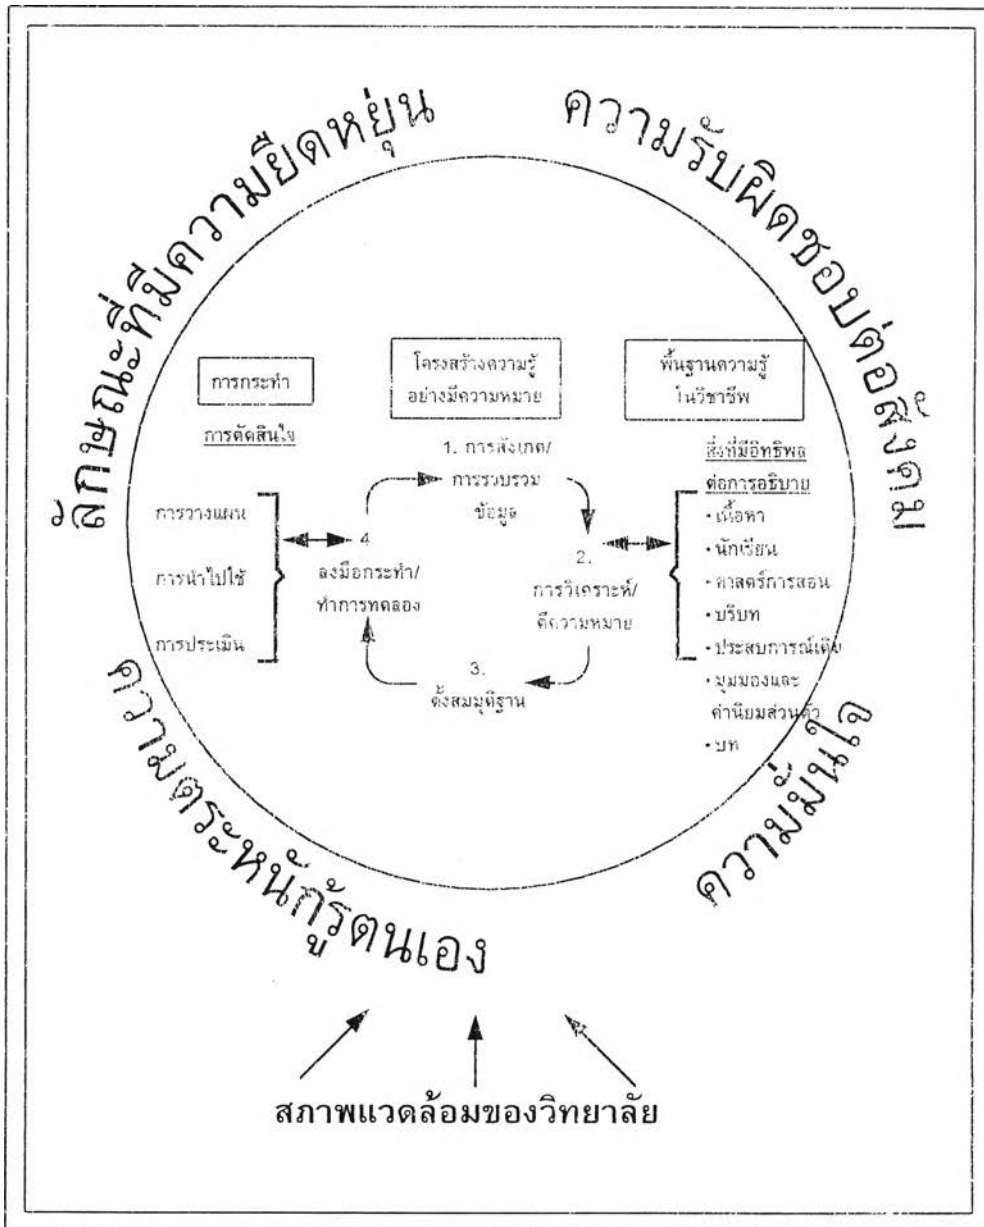 ลักษณะที่มีความยืดหยุ่น
ความรับผิดชอบต่อสังคม
การกระทำ
โครงสร้างความรู้
อย่างมีความหมาย
พื้นฐานความรู้
ในวิชาชีพ
การตัดสินใจ
การวางแผน
การนำไปใช้
การประเมิน
1. การสังเกต/
การรวบรวม
ข้อมูล
2.
การวิเคราะห์/
ตีความหมาย
3.
ตั้งสมมุติฐาน
4
ลงมือกระทำ/
ทำการทดลอง
สิ่งที่มีอิทธิพล
ต่อการอธิบาย
• เนื้อหา
• นักเรียน
• ศาสตร์การสอน
• บริบท
• ประสบการณ์เดิม
• มุมมองและ
ค่านิยมส่วนตัว
• บท
ความตระหนักรู้ตนเอง
ความมั่นใจ
สภาพแวดล้อมของวิทยาลัย